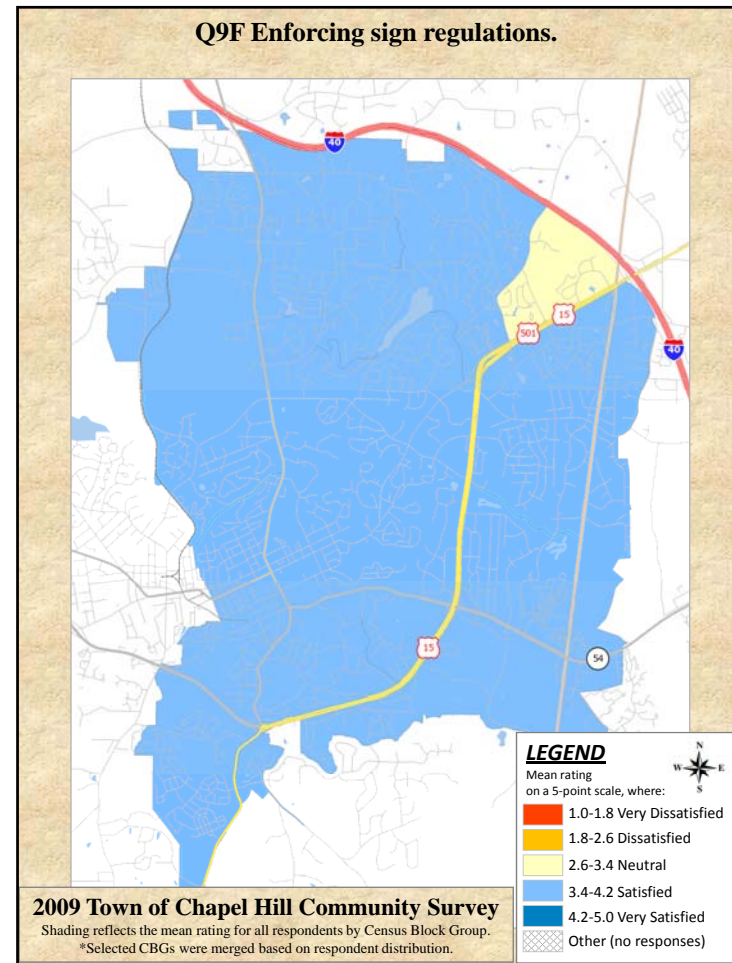 Q9F Enforcing sign regulations.
40
15
501
40
15
54
LEGEND
Mean rating
on a 5-point scale, where:
N
W E
S
1.0-1.8 Very Dissatisfied
1.8-2.6 Dissatisfied
2.6-3.4 Neutral
3.4-4.2 Satisfied
4.2-5.0 Very Satisfied
Other (no responses)
2009 Town of Chapel Hill Community Survey
Shading reflects the mean rating for all respondents by Census Block Group.
*Selected CBGs were merged based on respondent distribution.